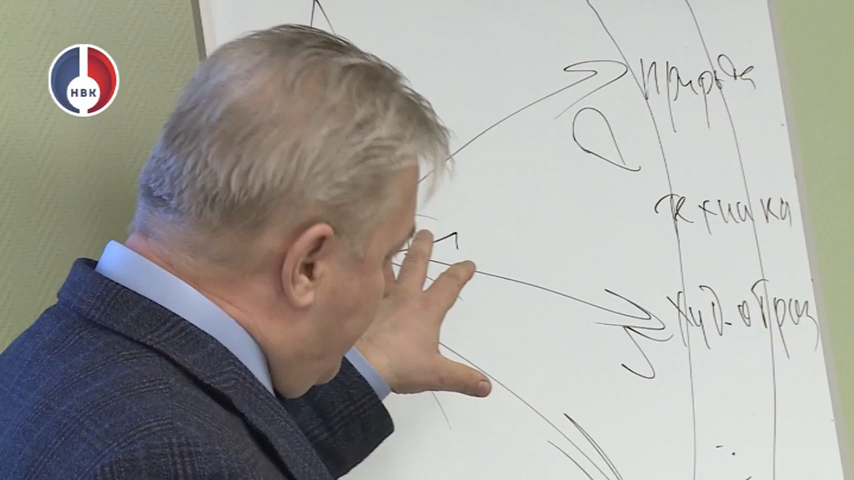 НВК
природа
техника
худ. образ